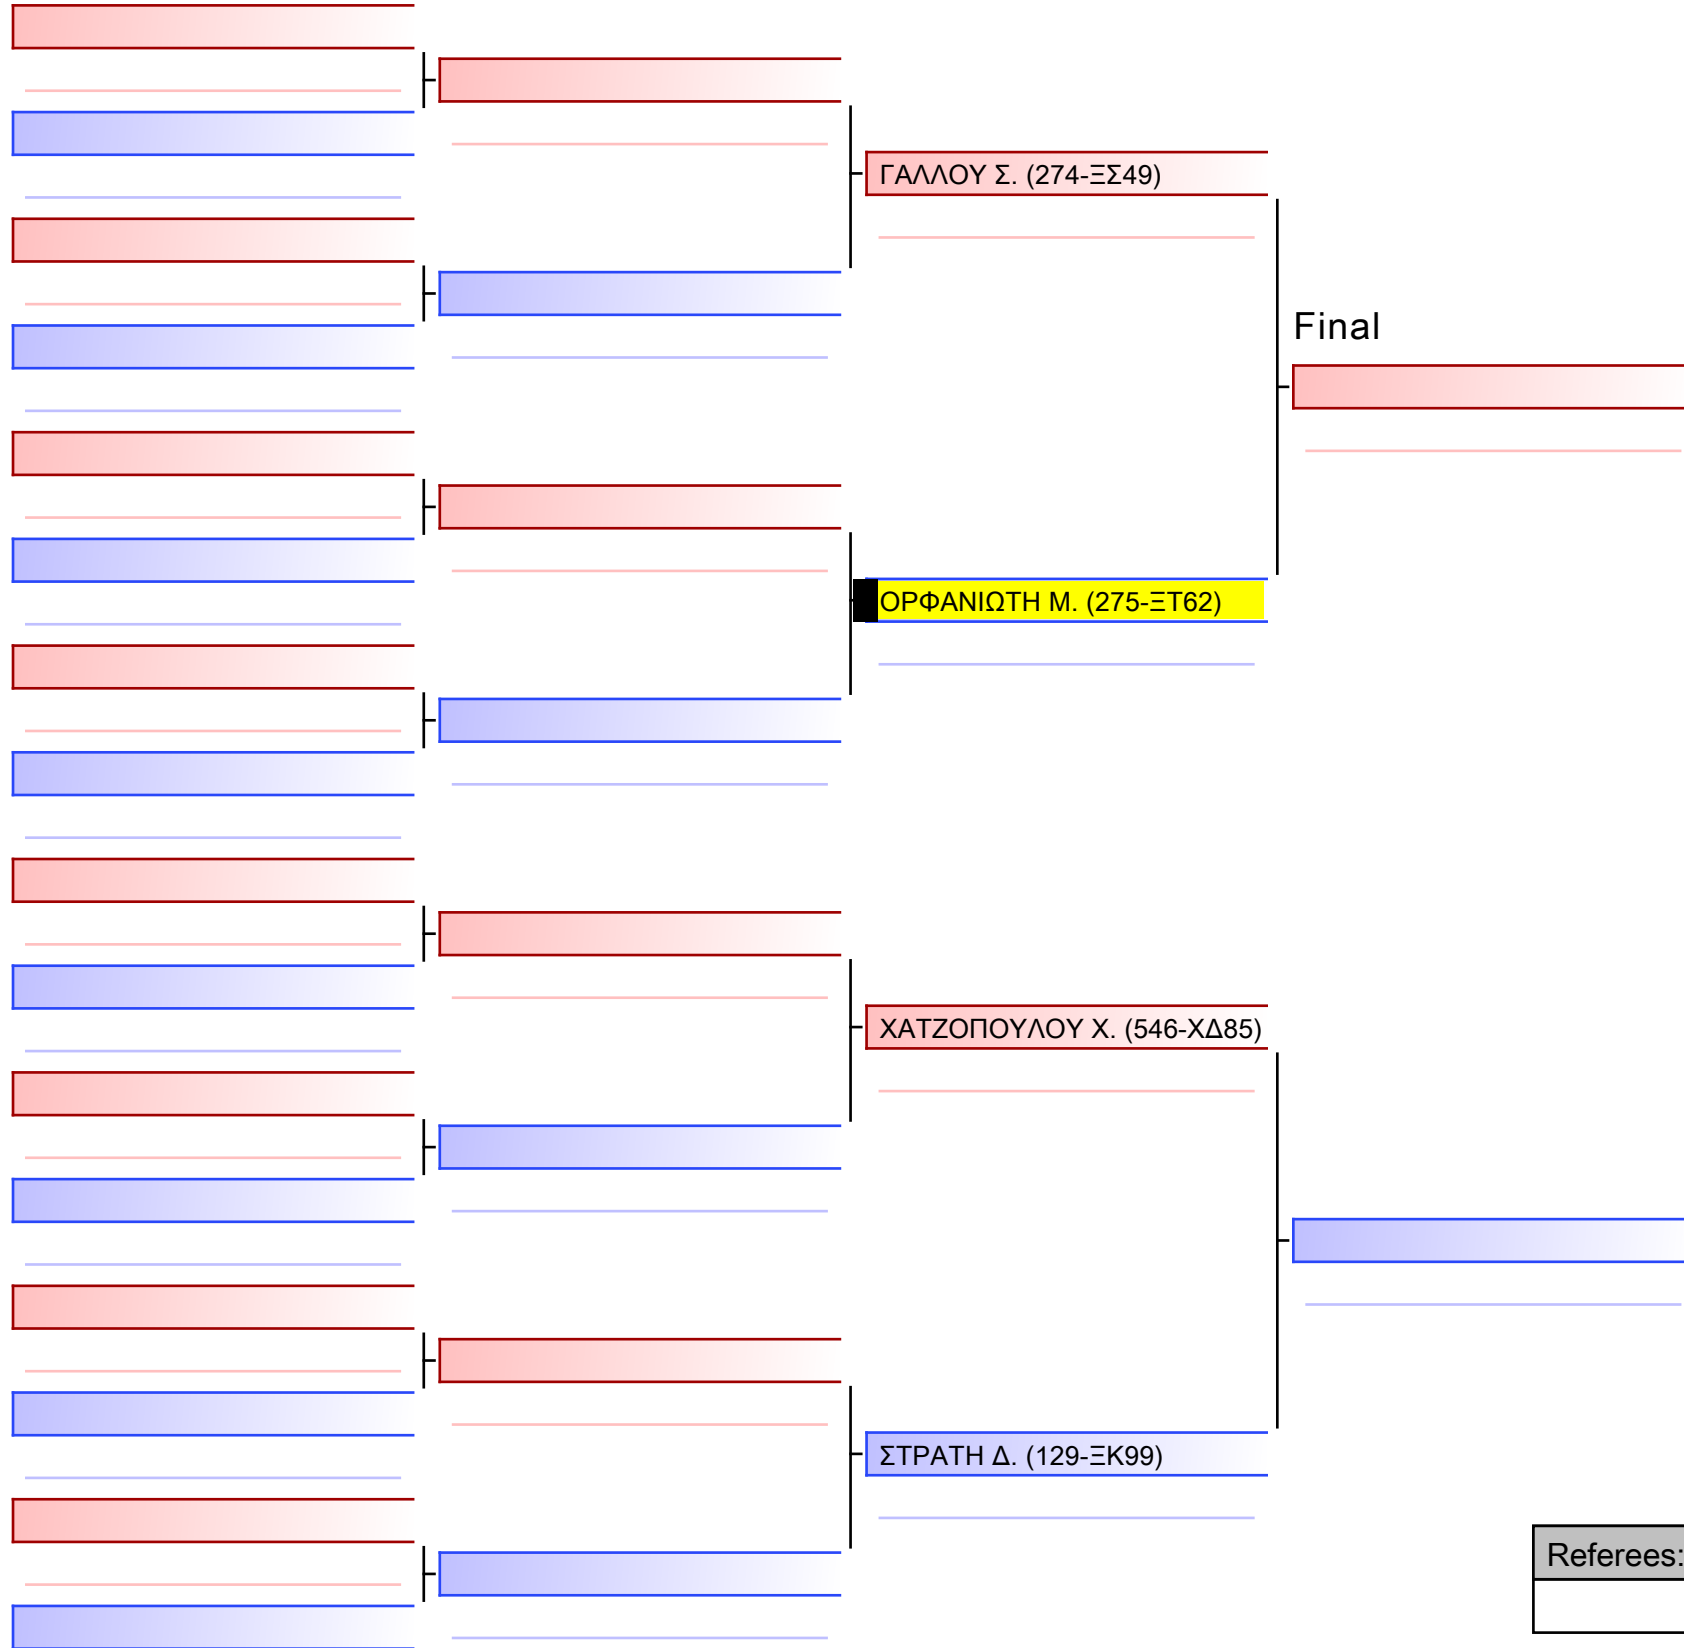 ΓΑΛΛΟΥ Σ. (274-ΞΣ49)
Final
ΟΡΦΑΝΙΩΤΗ Μ. (275-ΞΤ62)
ΧΑΤΖΟΠΟΥΛΟΥ Χ. (546-ΧΔ85)
ΣΤΡΑΤΗ Δ. (129-ΞΚ99)
Referees: